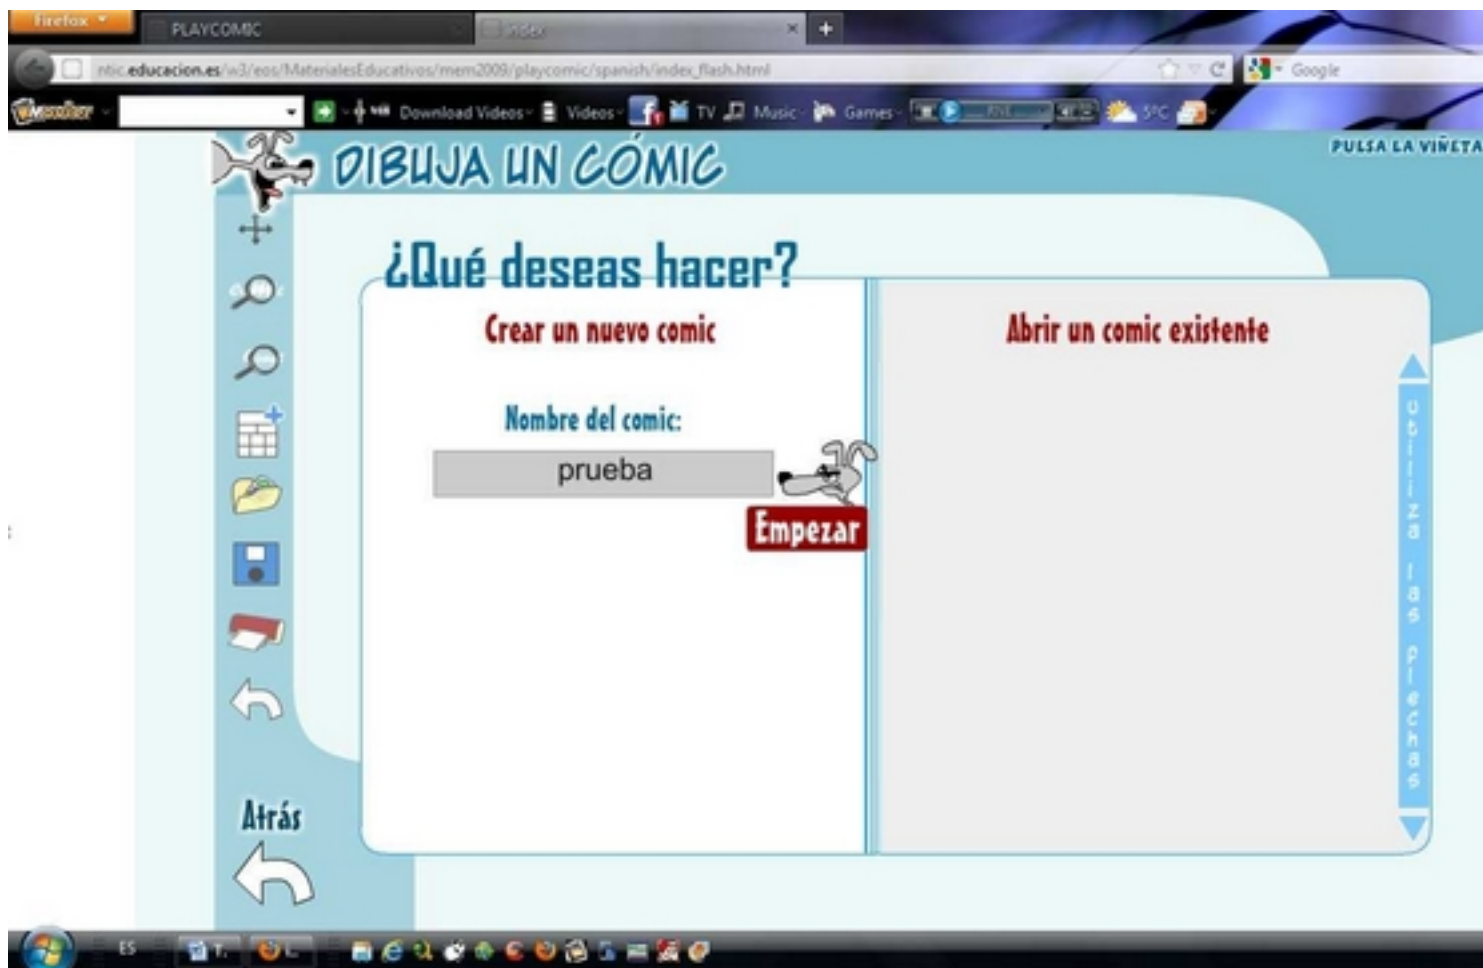 Firefox
PLAYCOMIC
index
ntic.educacion.es/w3/eos/MaterialesEducativos/mem2009/playcomic/spanish/index_flash.html
Google
Download Videos
Videos
TV
Music
Games
5ºC
DIBUJA UN CÓMIC
PULSA LA VIÑETA
¿Qué deseas hacer?
Crear un nuevo comic
Abrir un comic existente
Nombre del comic:
prueba
Empezar
Utiliza las flechas
Atrás
ES
T.